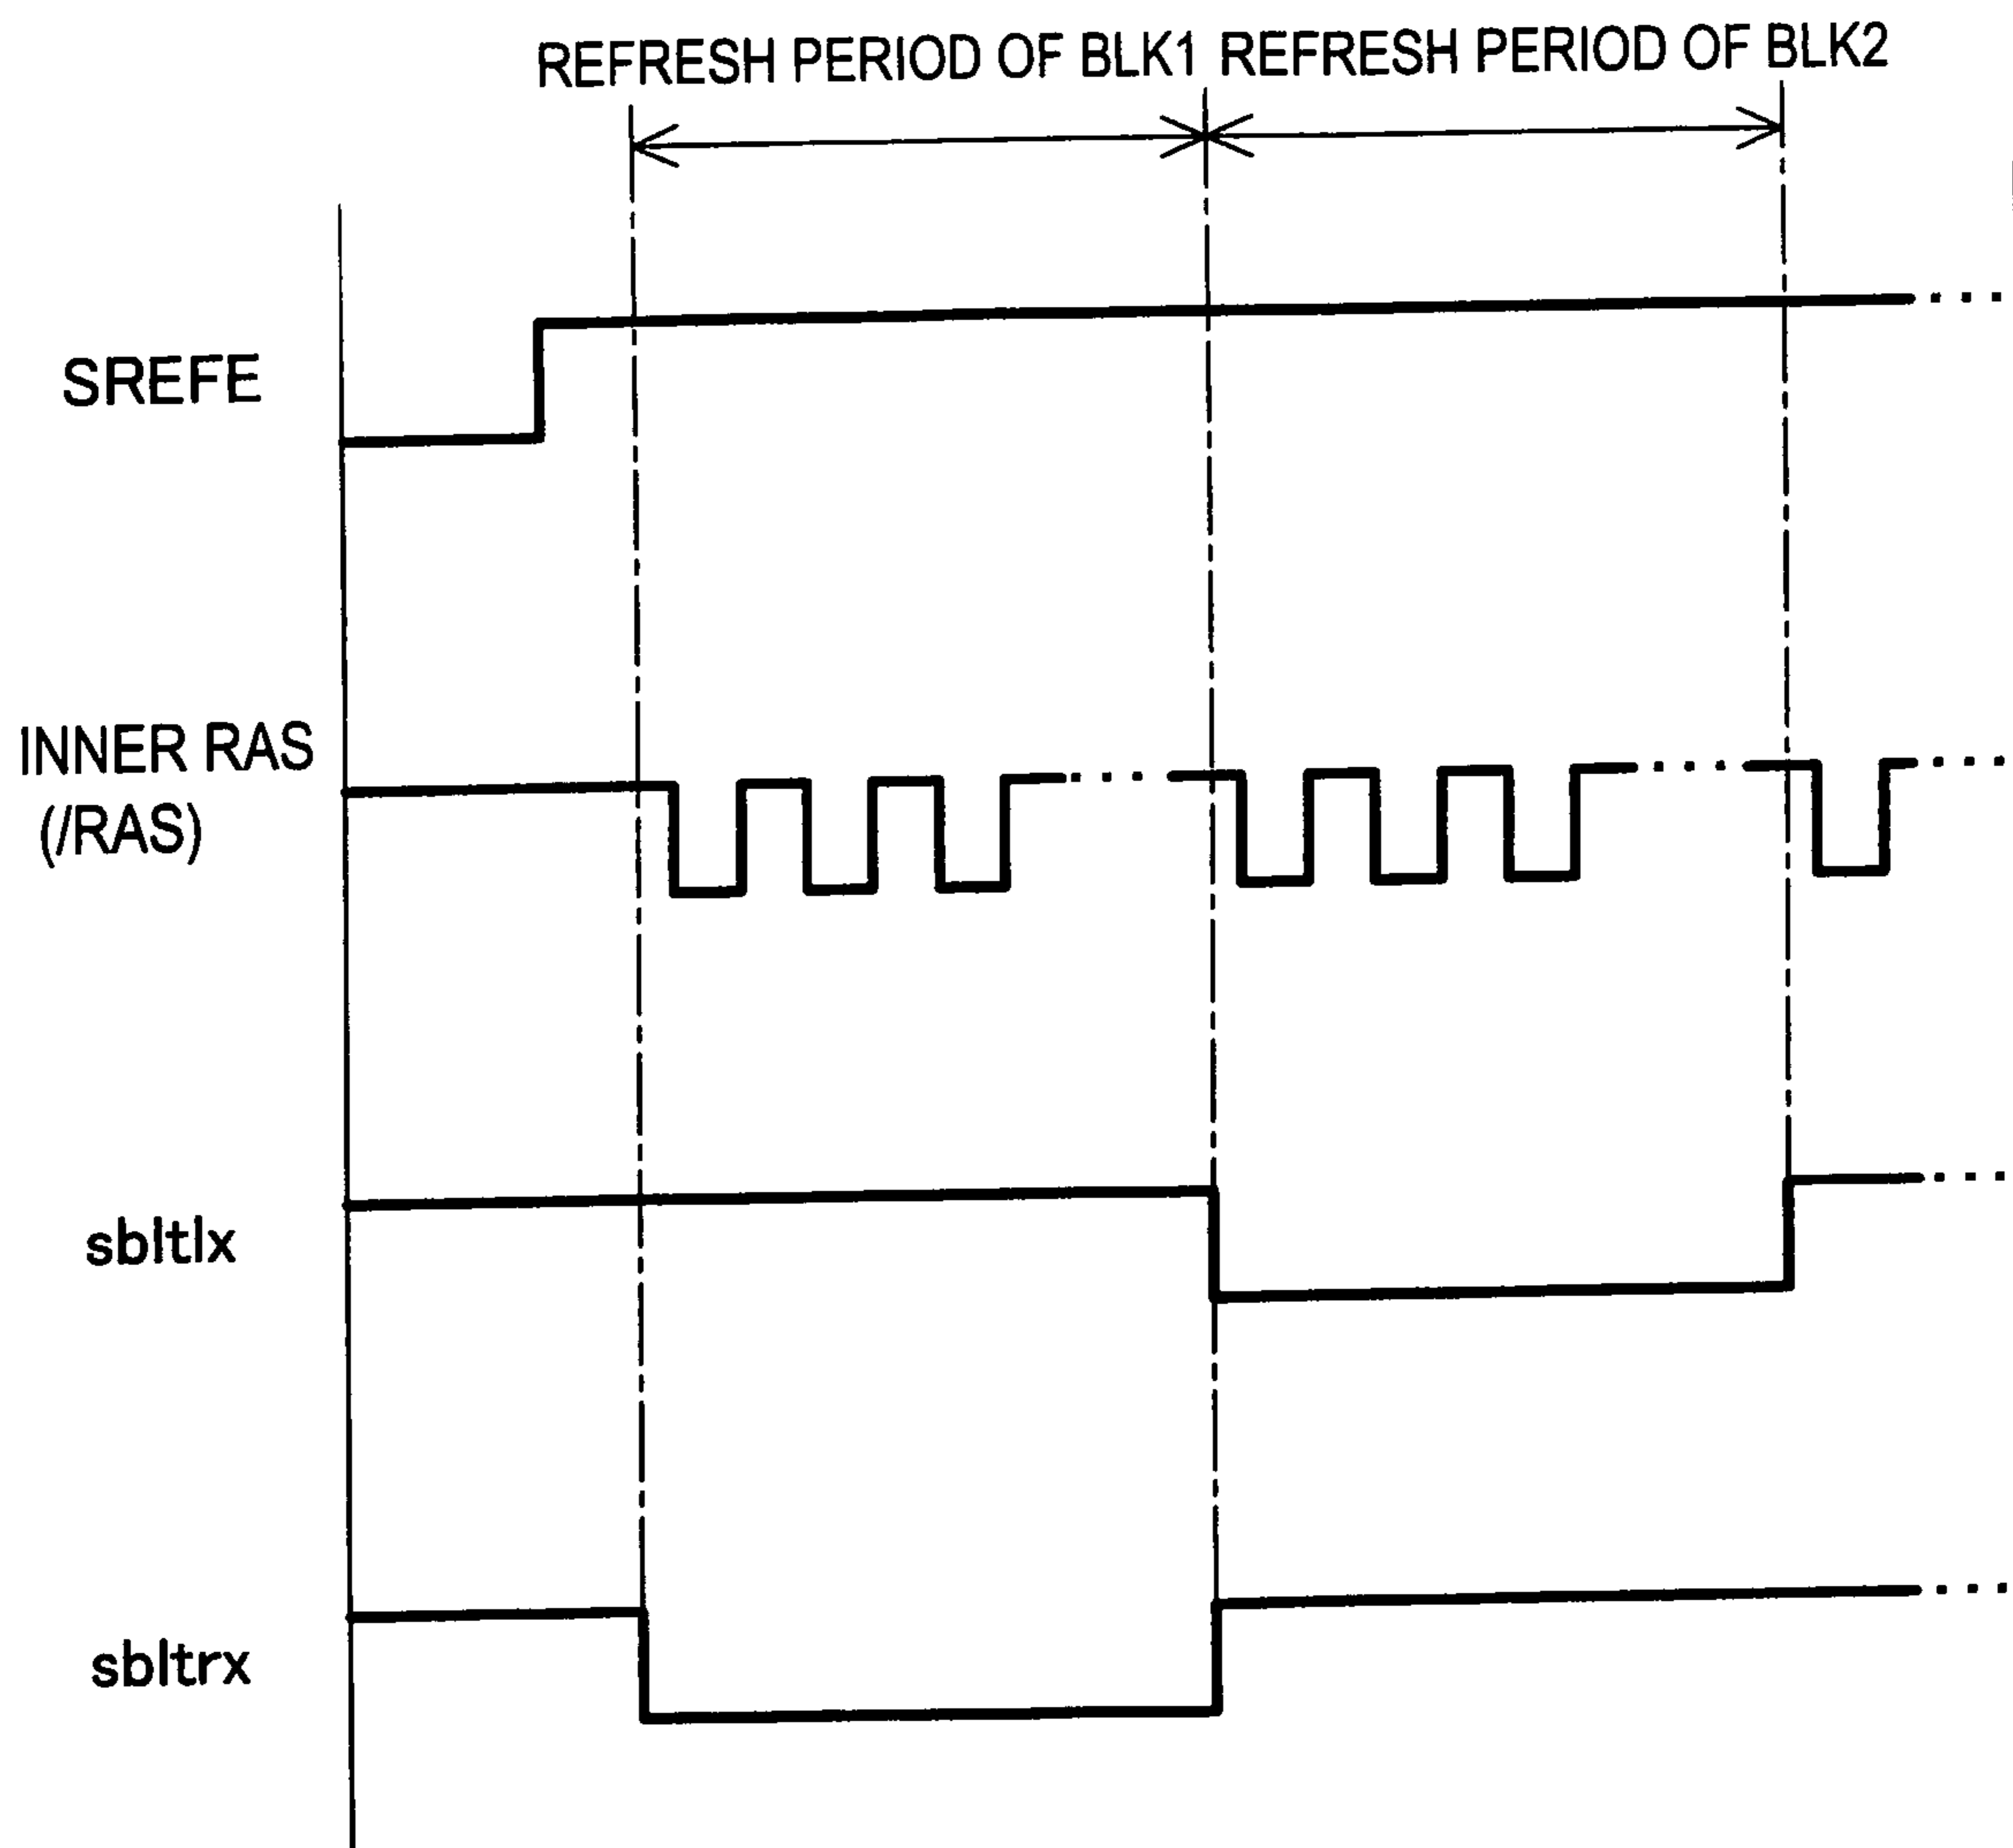 REFRESH PERIOD OF BLK1 REFRESH PERIOD OF BLK2
SREFE
INNER RAS
(/RAS)
sbltlx
sbltrx